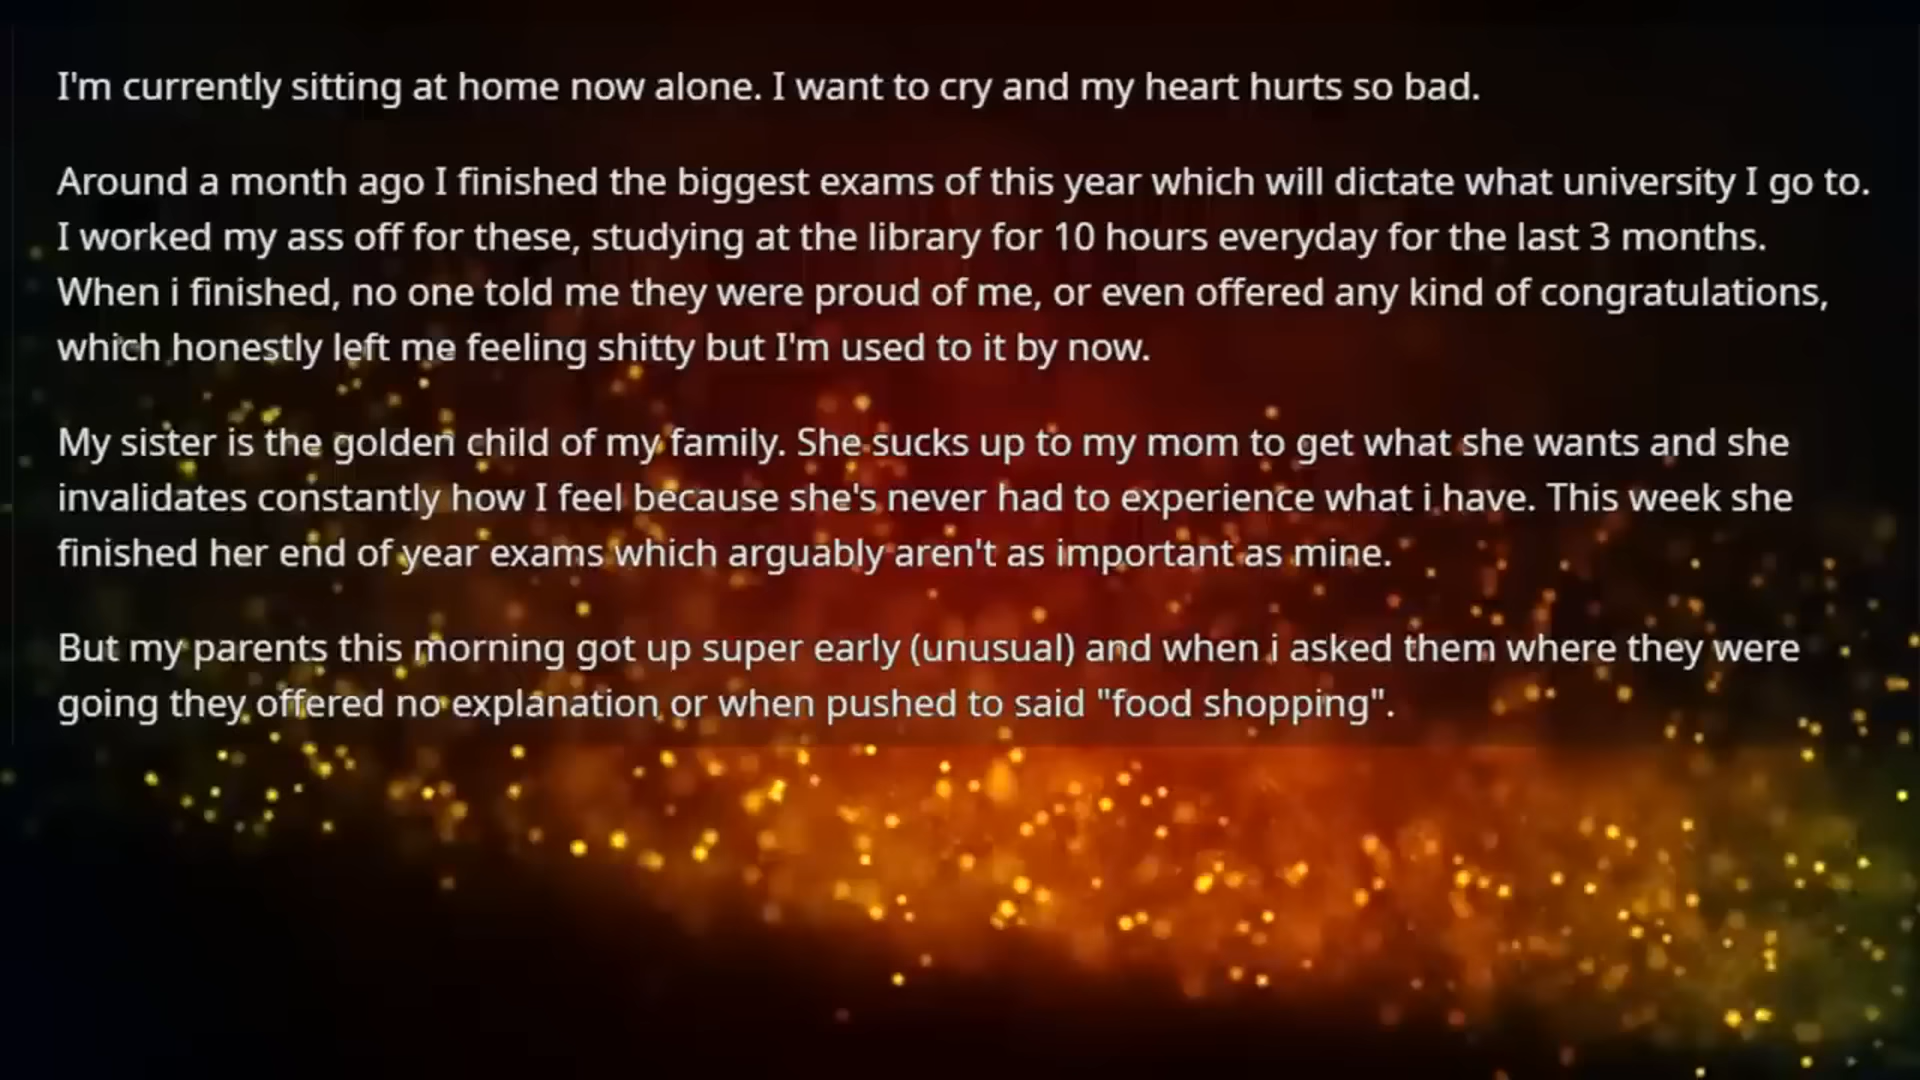 I'm currently sitting at home now alone. I want to cry and my heart hurts so bad.
Around a month ago I finished the biggest exams of this year which will dictate what university I go to.
I worked my ass off for these, studying at the library for 10 hours everyday for the last 3 months.
When i finished, no one told me they were proud of me, or even offered any kind of congratulations,
which honestly left me feeling shitty but I'm used to it by now.
My sister is the golden child of my family. She sucks up to my mom to get what she wants and she
invalidates constantly how I feel because she's never had to experience what i have. This week she
finished her end of year exams which arguably aren't as important as mine.
But my parents this morning got up super early (unusual) and when i asked them where they were
going they offered no explanation or when pushed to said "food shopping".